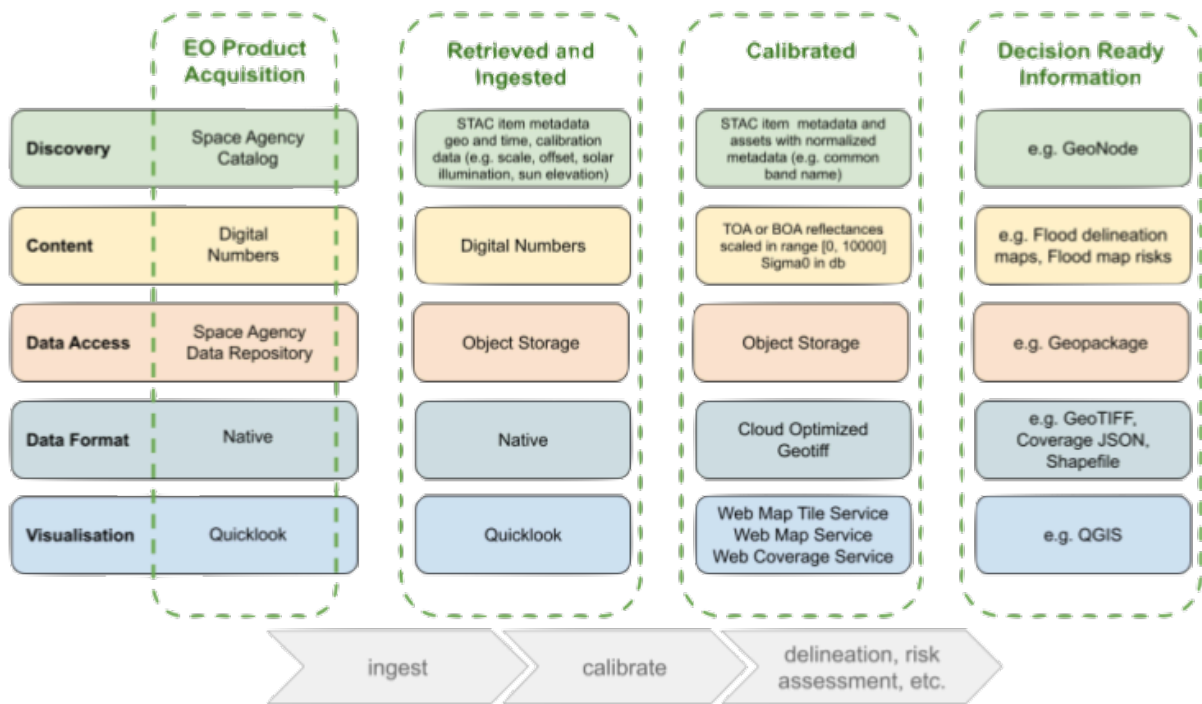 EO Product
Acquisition
Retrieved and
Ingested
Calibrated
Decision Ready
Information
Discovery
Space Agency
Catalog
STAC item metadata
geo and time, calibration
data (e.g. scale, offset, solar
illumination, sun elevation)
STAC item metadata and
assets with normalized
metadata (e.g. common
band name)
e.g. GeoNode
Content
Digital
Numbers
Digital Numbers
TOA or BOA reflectances
scaled in range [0, 10000]
Sigma0 in db
e.g. Flood delineation
maps, Flood map risks
Data Access
Space Agency
Data Repository
Object Storage
Object Storage
e.g. Geopackage
Data Format
Native
Native
Cloud Optimized
Geotiff
e.g. GeoTIFF,
Coverage JSON,
Shapefile
Visualisation
Quicklook
Quicklook
Web Map Tile Service
Web Map Service
Web Coverage Service
e.g. QGIS
ingest
calibrate
delineation, risk
assessment, etc.